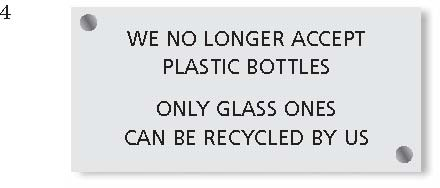 4
WE NO LONGER ACCEPT
PLASTIC BOTTLES
ONLY GLASS ONES
CAN BE RECYCLED BY US